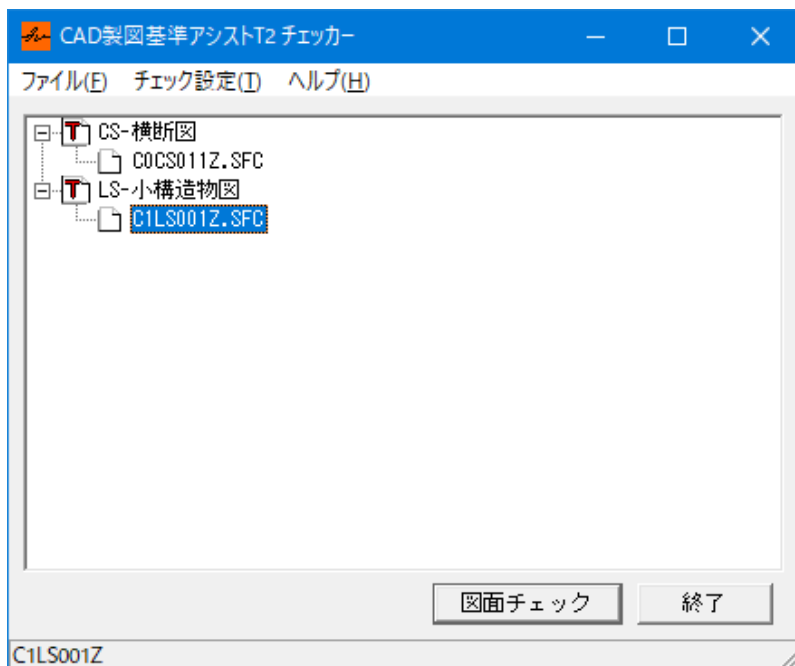 CAD製図基準アシストT2 チェッカー
ファイル(F) チェック設定(T) ヘルプ(H)
CS-横断図
C0CS011Z.SFC
LS-小構造物図
C1LS001Z.SFC
図面チェック 終了
C1LS001Z